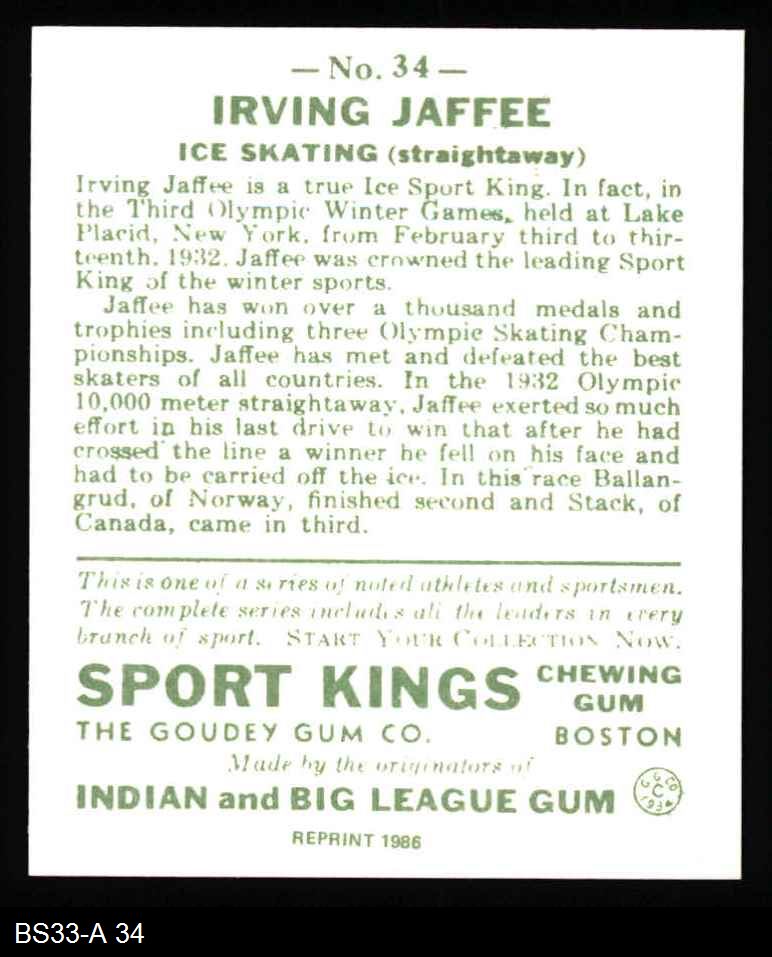 — No. 34 —
IRVING JAFFEE
ICE SKATING (straightaway)
Irving Jaffee is a true Ice Sport King. In fact, in
the Third Olympic Winter Games, held at Lake
Placid, New York, from February third to thir-
teenth, 1932, Jaffee was crowned the leading Sport
King of the winter sports.
Jaffee has won over a thousand medals and
trophies including three Olympic Skating Cham-
pionships. Jaffee has met and defeated the best
skaters of all countries. In the 1932 Olympic
10,000 meter straightaway, Jaffee exerted so much
effort in his last drive to win that after he had
crossed the line a winner he fell on his face and
had to be carried off the ice. In this race Ballan-
grud, of Norway, finished second and Stack, of
Canada, came in third.
This is one of a series of noted athletes and sportsmen.
The complete series includes all the leaders in every
branch of sport. START YOUR COLLECTION NOW.
SPORT KINGS CHEWING GUM
THE GOUDEY GUM CO. BOSTON
Made by the originators of
INDIAN and BIG LEAGUE GUM
G.G.CO
C
REPRINT 1986
BS33-A 34